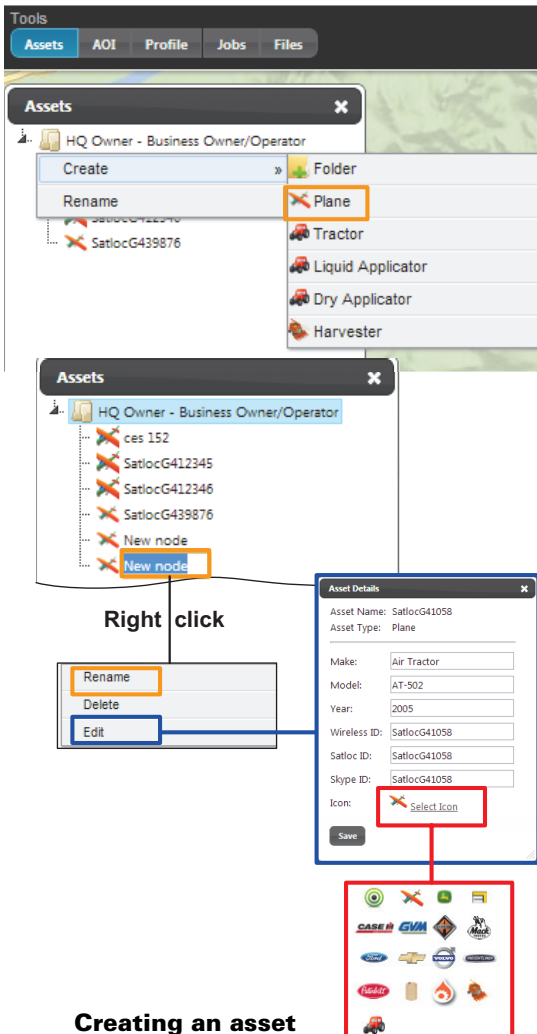 Tools
Assets AOI Profile Jobs Files
Assets
HQ Owner - Business Owner/Operator
Create » Folder
Rename Plane
SatlocG439876
Tractor
Liquid Applicator
Dry Applicator
Harvester
Assets
HQ Owner - Business Owner/Operator
ces 152
SatlocG412345
SatlocG412346
SatlocG439876
New node
New node
Right click
Rename
Delete
Edit
Asset Details
Asset Name: SatlocG41058
Asset Type: Plane
Make: Air Tractor
Model: AT-502
Year: 2005
Wireless ID: SatlocG41058
Satloc ID: SatlocG41058
Skype ID: SatlocG41058
Icon: Select Icon
Save
CASE IH GVM Mack
Ford VOLVO FREIGHTLINER
Peterbilt
Creating an asset